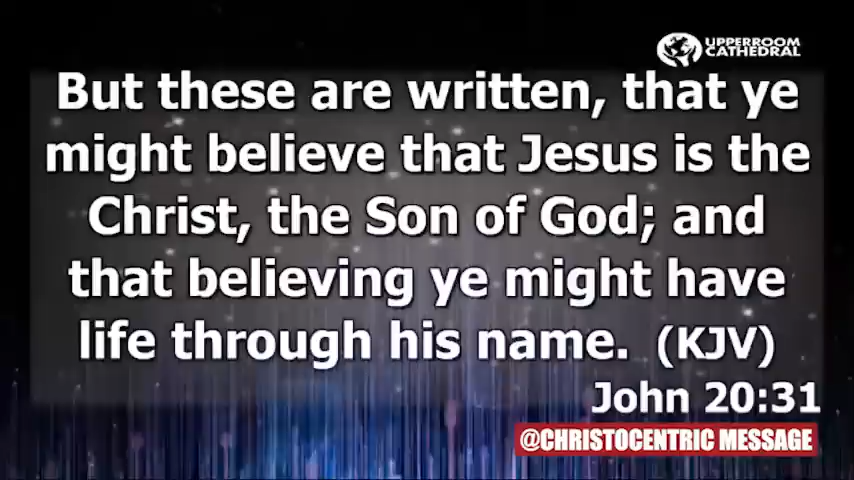 UPPERROOM
CATHEDRAL
But these are written, that ye
might believe that Jesus is the
Christ, the Son of God; and
that believing ye might have
life through his name. (KJV)
John 20:31
@CHRISTOCENTRIC MESSAGE